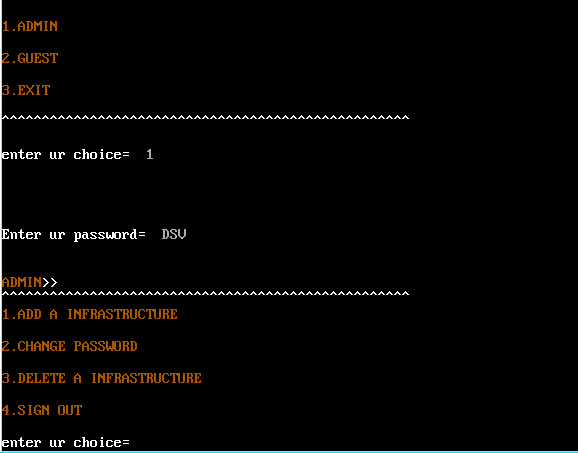 1.ADMIN
2.GUEST
3.EXIT
^^^^^^^^^^^^^^^^^^^^^^^^^^^^^^^^^^^^^^^^^^^^^^^^^^^
enter ur choice=  1
Enter ur password=  DSV
ADMIN>>
^^^^^^^^^^^^^^^^^^^^^^^^^^^^^^^^^^^^^^^^^^^^^^^^^^^
1.ADD A INFRASTRUCTURE
2.CHANGE PASSWORD
3.DELETE A INFRASTRUCTURE
4.SIGN OUT
enter ur choice=